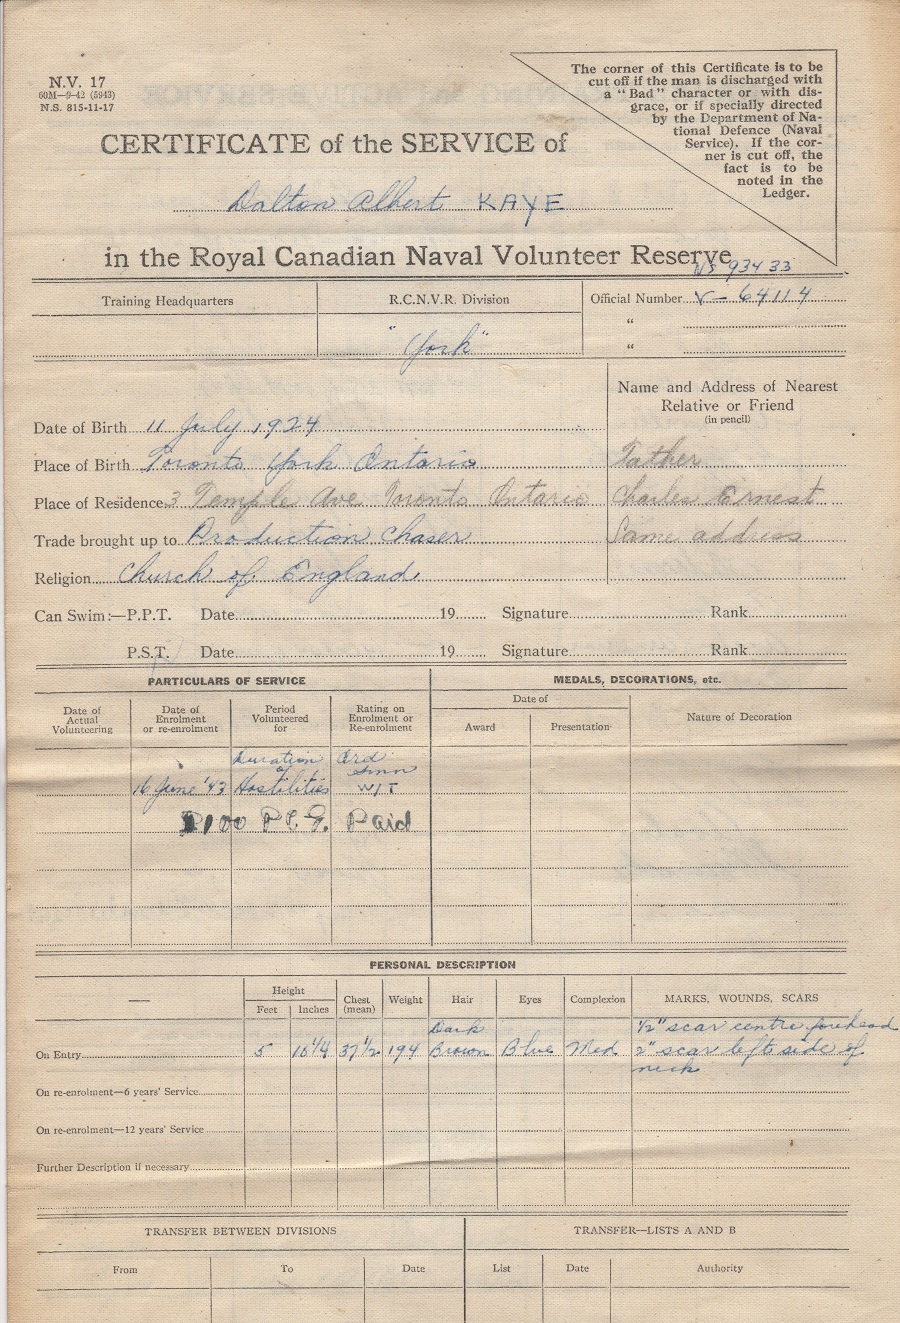 N.V. 17
60M—9-42 (5943)
N.S. 815-11-17
The corner of this Certificate is to be
cut off if the man is discharged with
a "Bad" character or with dis-
grace, or if specially directed
by the Department of Na-
tional Defence (Naval
Service). If the cor-
ner is cut off, the
fact is to be
noted in the
Ledger.
CERTIFICATE of the SERVICE of
Dalton Albert KAYE
in the Royal Canadian Naval Volunteer Reserve
NS 93433
Training Headquarters
R.C.N.V.R. Division
"York"
Official Number V-64114
"
"
Name and Address of Nearest
Relative or Friend
(in pencil)
Date of Birth 11 July 1924
Place of Birth Toronto York Ontario
Father
Place of Residence 3 Temple Ave Toronto Ontario
Charles Ernest
Trade brought up to Production Chaser
Same address
Religion Church of England
Can Swim:—P.P.T. Date 19 Signature Rank
P.S.T. Date 19 Signature Rank
PARTICULARS OF SERVICE
MEDALS, DECORATIONS, etc.
Date of Actual Volunteering
Date of Enrolment or re-enrolment
Period Volunteered for
Rating on Enrolment or Re-enrolment
Date of
Award
Presentation
Nature of Decoration
16 June '43
Duration of Hostilities
Ord Smn W/T
$100 P.C.G. Paid
PERSONAL DESCRIPTION
—
Height
Feet
Inches
Chest (mean)
Weight
Hair
Eyes
Complexion
MARKS, WOUNDS, SCARS
On Entry 5 10 1/4 37 1/2 194 Dark Brown Blue Med. 1/2" scar centre forehead
2" scar left side of
neck
On re-enrolment—6 years' Service
On re-enrolment—12 years' Service
Further Description if necessary
TRANSFER BETWEEN DIVISIONS
TRANSFER—LISTS A AND B
From
To
Date
List
Date
Authority